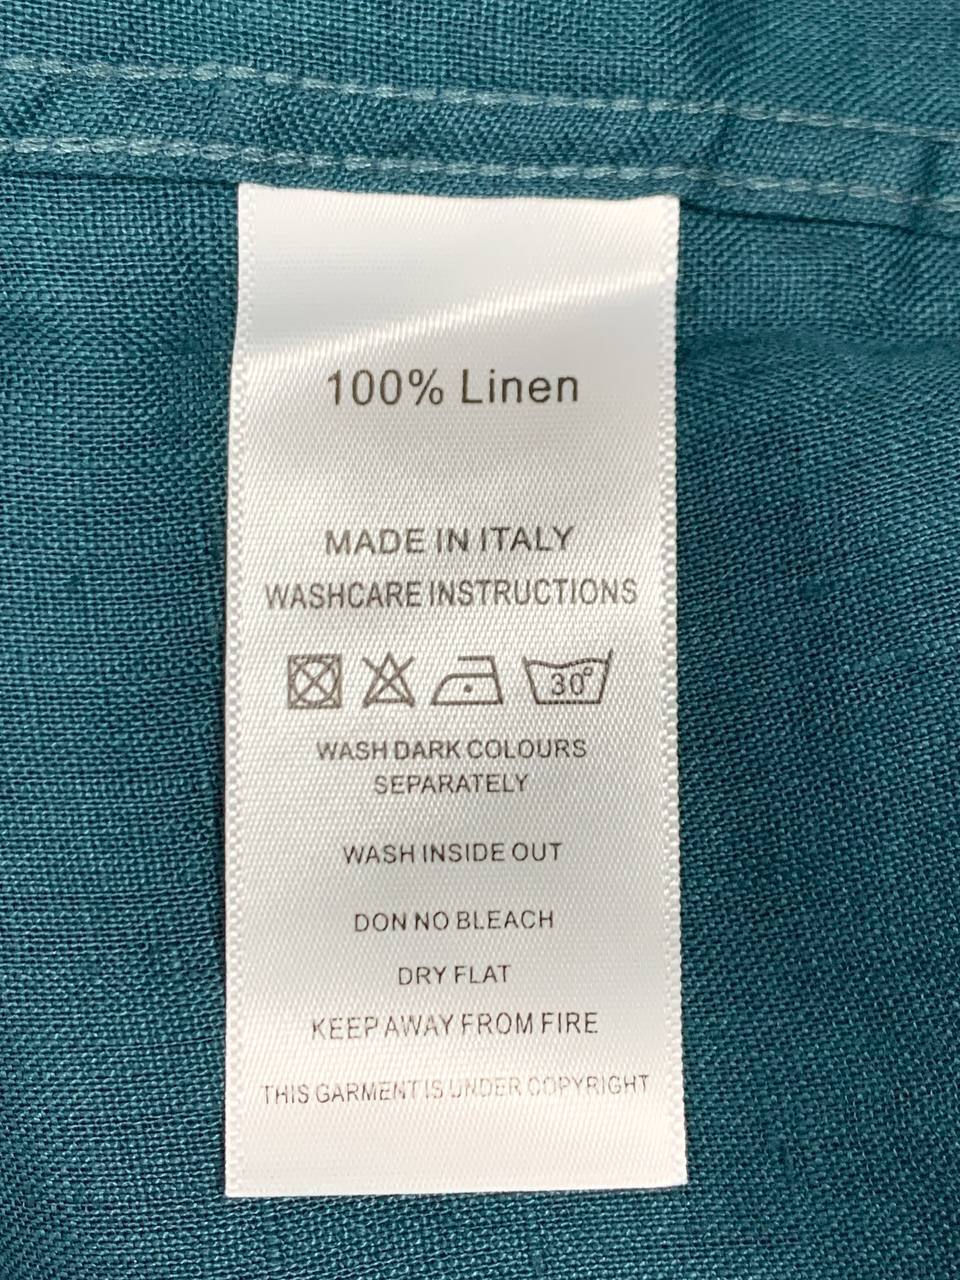 100% Linen
MADE IN ITALY
WASHCARE INSTRUCTIONS
30°
WASH DARK COLOURS
SEPARATELY
WASH INSIDE OUT
DON NO BLEACH
DRY FLAT
KEEP AWAY FROM FIRE
THIS GARMENT IS UNDER COPYRIGHT